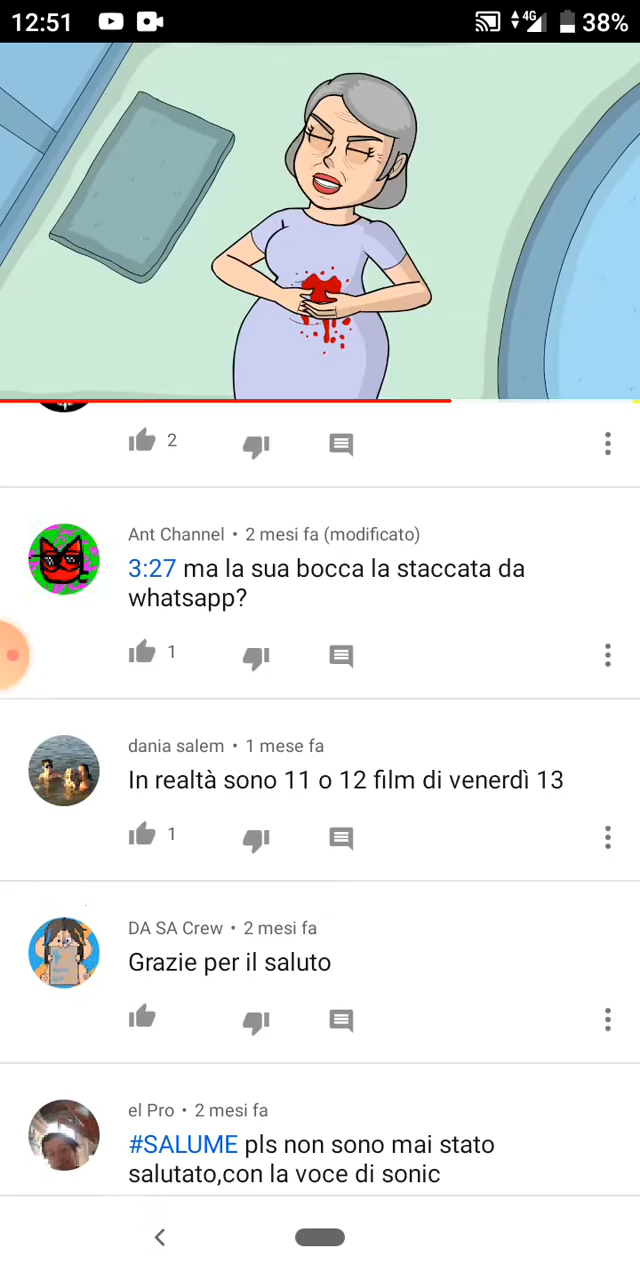 12:51
4G
38%
2
Ant Channel • 2 mesi fa (modificato)
3:27 ma la sua bocca la staccata da
whatsapp?
1
dania salem • 1 mese fa
In realtà sono 11 o 12 film di venerdì 13
1
DA SA Crew • 2 mesi fa
Grazie per il saluto
el Pro • 2 mesi fa
#SALUME pls non sono mai stato
salutato,con la voce di sonic